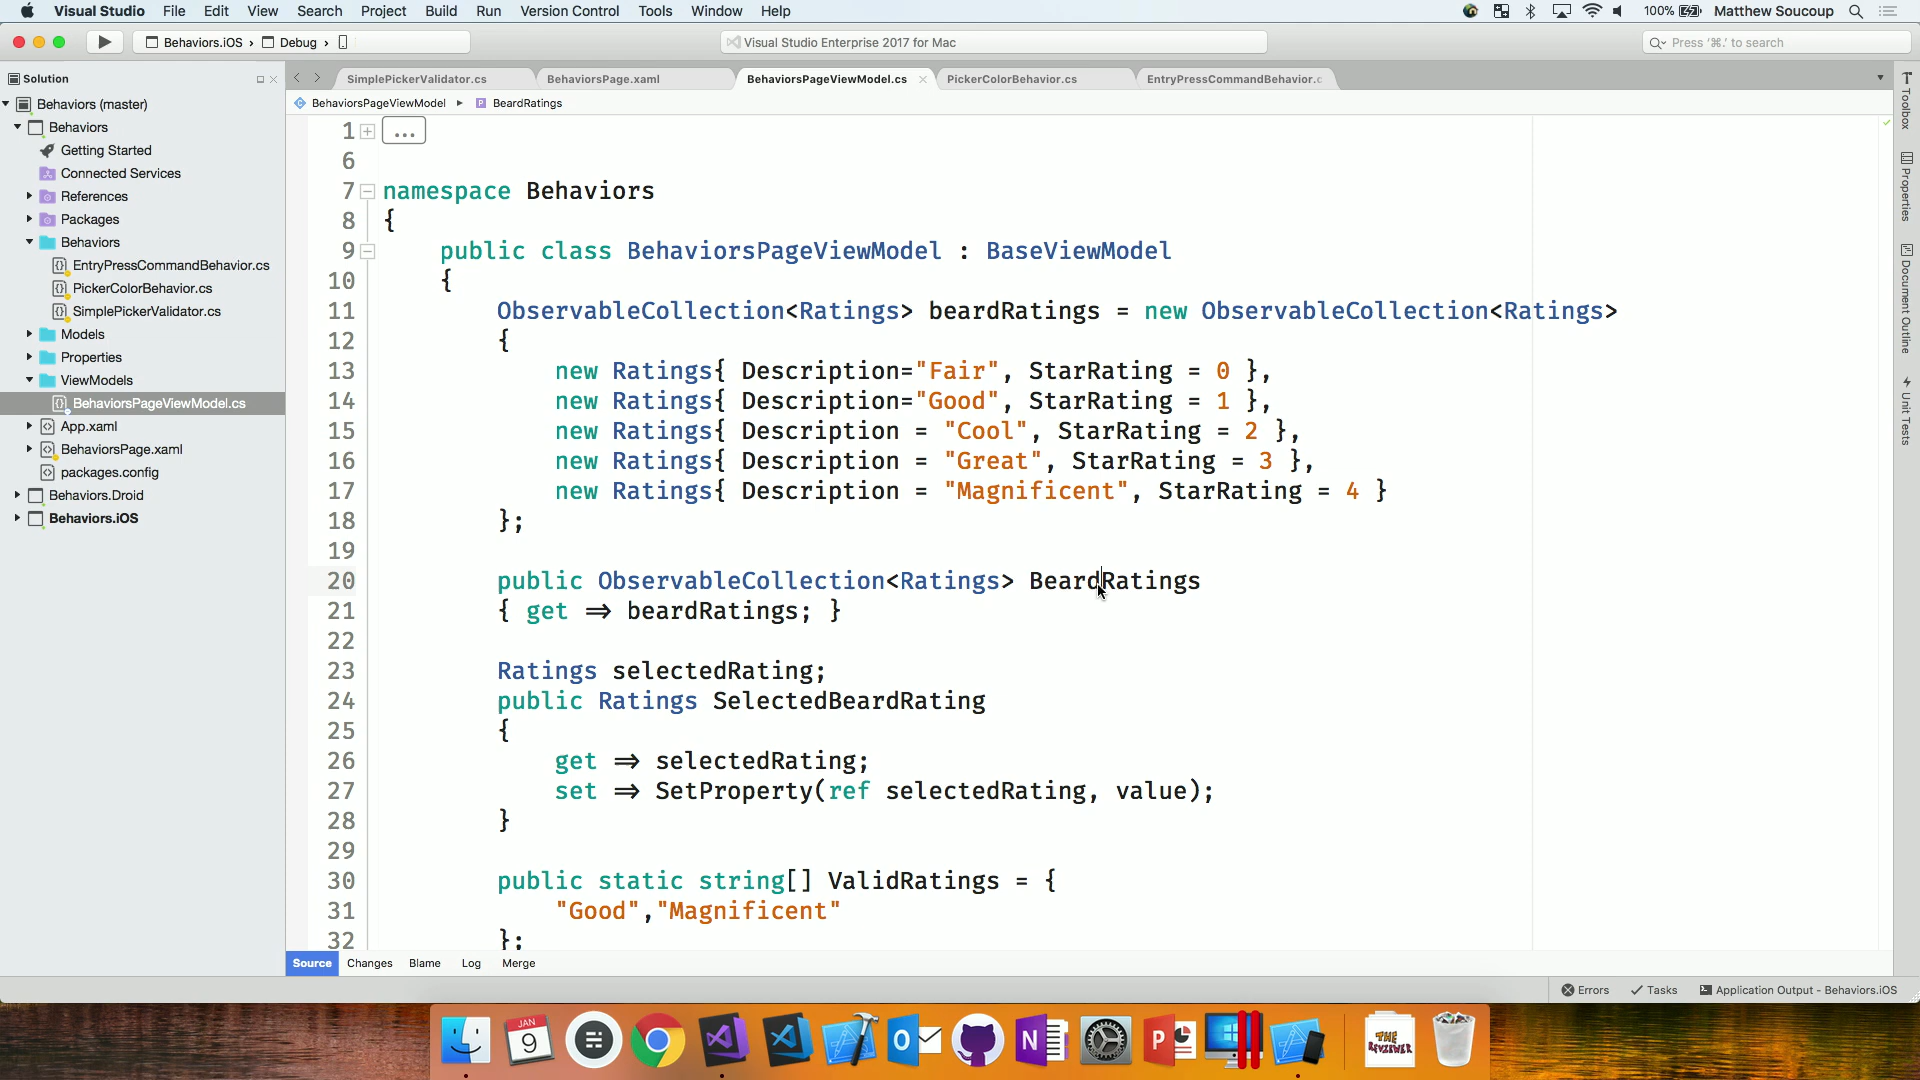 Visual Studio File Edit View Search Project Build Run Version Control Tools Window Help 100% Matthew Soucoup
Behaviors.iOS › Debug ›
Visual Studio Enterprise 2017 for Mac
Press '⌘.' to search
Solution
SimplePickerValidator.cs BehaviorsPage.xaml BehaviorsPageViewModel.cs PickerColorBehavior.cs EntryPressCommandBehavior.c
BehaviorsPageViewModel ▸ BeardRatings
Behaviors (master)
Behaviors
Getting Started
Connected Services
References
Packages
Behaviors
EntryPressCommandBehavior.cs
PickerColorBehavior.cs
SimplePickerValidator.cs
Models
Properties
ViewModels
BehaviorsPageViewModel.cs
App.xaml
BehaviorsPage.xaml
packages.config
Behaviors.Droid
Behaviors.iOS
1 ...
6
7 namespace Behaviors
8 {
9 public class BehaviorsPageViewModel : BaseViewModel
10 {
11 ObservableCollection<Ratings> beardRatings = new ObservableCollection<Ratings>
12 {
13 new Ratings{ Description="Fair", StarRating = 0 },
14 new Ratings{ Description="Good", StarRating = 1 },
15 new Ratings{ Description = "Cool", StarRating = 2 },
16 new Ratings{ Description = "Great", StarRating = 3 },
17 new Ratings{ Description = "Magnificent", StarRating = 4 }
18 };
19
20 public ObservableCollection<Ratings> BeardRatings
21 { get ⇒ beardRatings; }
22
23 Ratings selectedRating;
24 public Ratings SelectedBeardRating
25 {
26 get ⇒ selectedRating;
27 set ⇒ SetProperty(ref selectedRating, value);
28 }
29
30 public static string[] ValidRatings = {
31 "Good","Magnificent"
32 };
Toolbox
Properties
Document Outline
Unit Tests
Source Changes Blame Log Merge
Errors Tasks Application Output - Behaviors.iOS
JAN
9
THE
REVIEWER